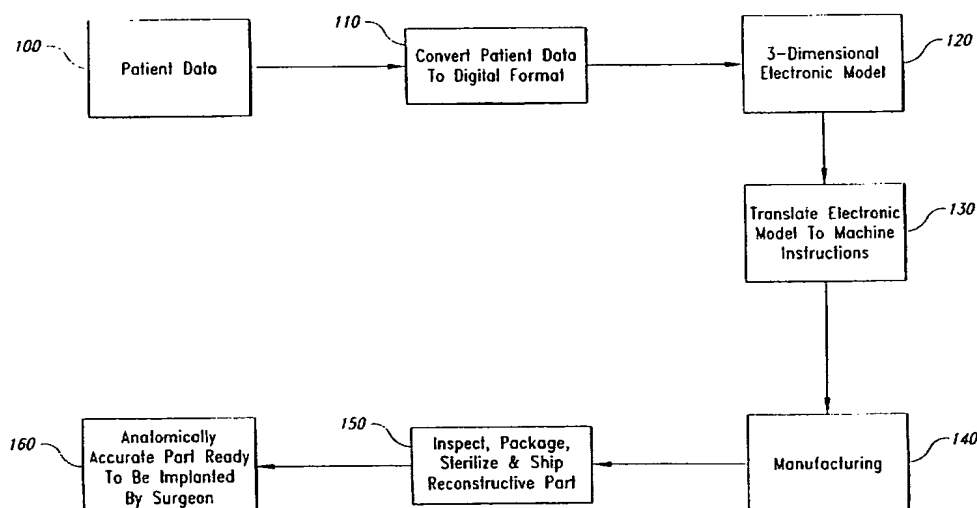 100
Patient Data
110
Convert Patient Data
To Digital Format
120
3-Dimensional
Electronic Model
130
Translate Electronic
Model To Machine
Instructions
140
Manufacturing
150
Inspect, Package,
Sterilize & Ship
Reconstructive Part
160
Anatomically
Accurate Part Ready
To Be Implanted
By Surgeon